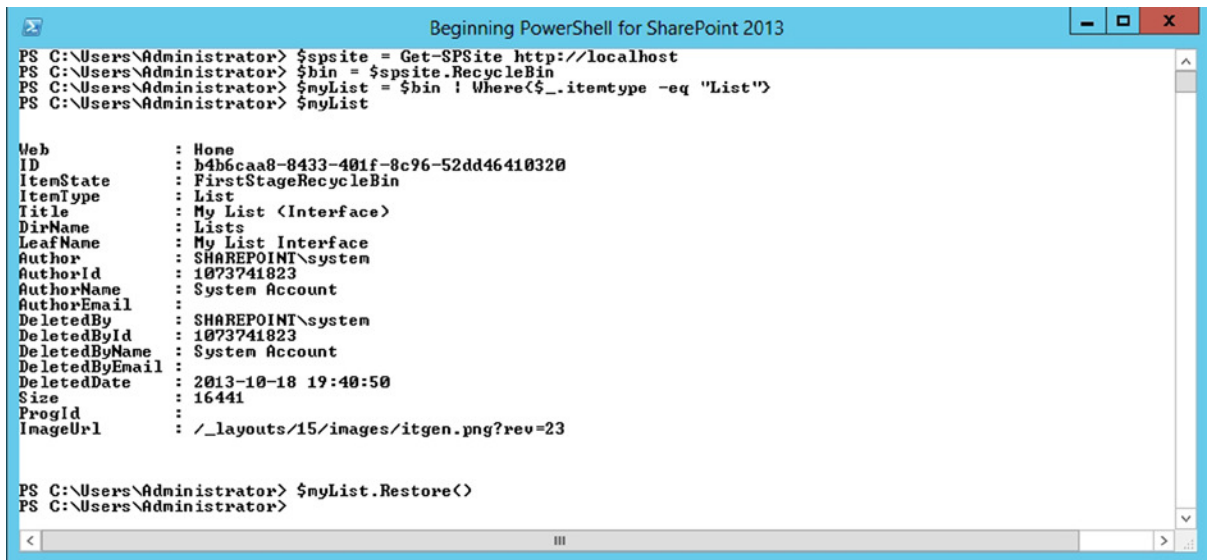 Beginning PowerShell for SharePoint 2013
PS C:\Users\Administrator> $spsite = Get-SPSite http://localhost
PS C:\Users\Administrator> $bin = $spsite.RecycleBin
PS C:\Users\Administrator> $myList = $bin | Where{$_.itemtype -eq "List"}
PS C:\Users\Administrator> $myList
Web : Home
ID : b4b6caa8-8433-401f-8c96-52dd46410320
ItemState : FirstStageRecycleBin
ItemType : List
Title : My List (Interface)
DirName : Lists
LeafName : My List Interface
Author : SHAREPOINT\system
AuthorId : 1073741823
AuthorName : System Account
AuthorEmail :
DeletedBy : SHAREPOINT\system
DeletedById : 1073741823
DeletedByName : System Account
DeletedByEmail :
DeletedDate : 2013-10-18 19:40:50
Size : 16441
ProgId :
ImageUrl : /_layouts/15/images/itgen.png?rev=23
PS C:\Users\Administrator> $myList.Restore()
PS C:\Users\Administrator>